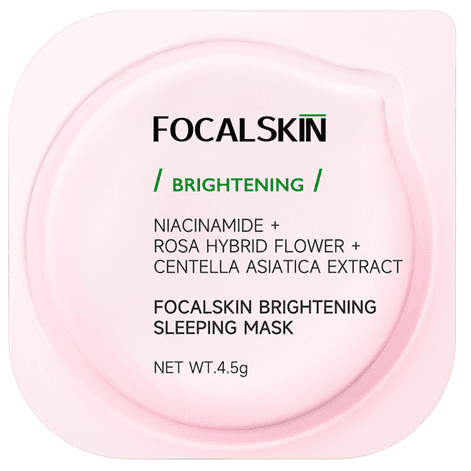 FOCALSKIN
/ BRIGHTENING /
NIACINAMIDE +
ROSA HYBRID FLOWER +
CENTELLA ASIATICA EXTRACT
FOCALSKIN BRIGHTENING
SLEEPING MASK
NET WT.4.5g